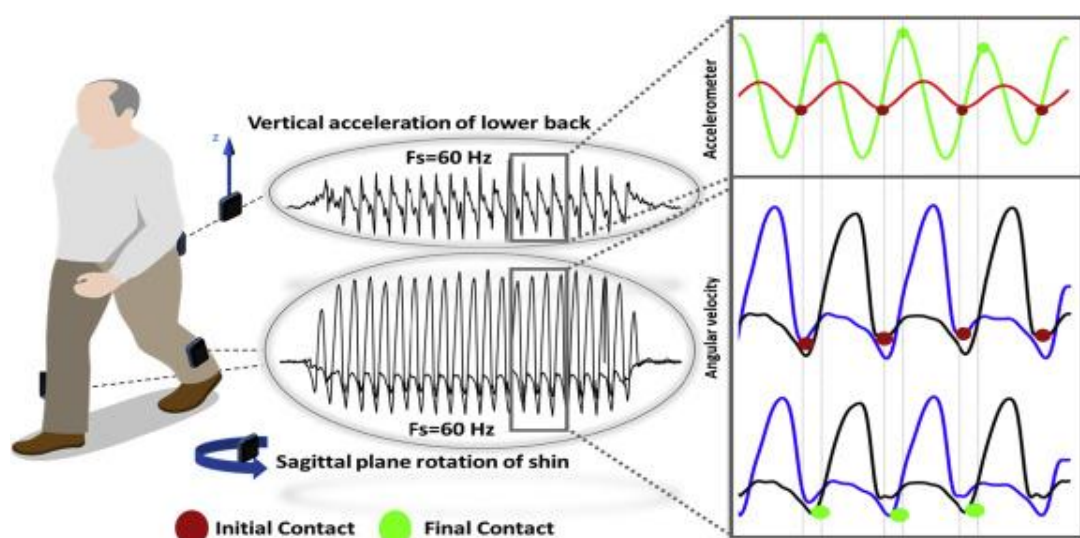 z
Vertical acceleration of lower back
Fs=60 Hz
Fs=60 Hz
Sagittal plane rotation of shin
Initial Contact
Final Contact
Accelerometer
Angular velocity